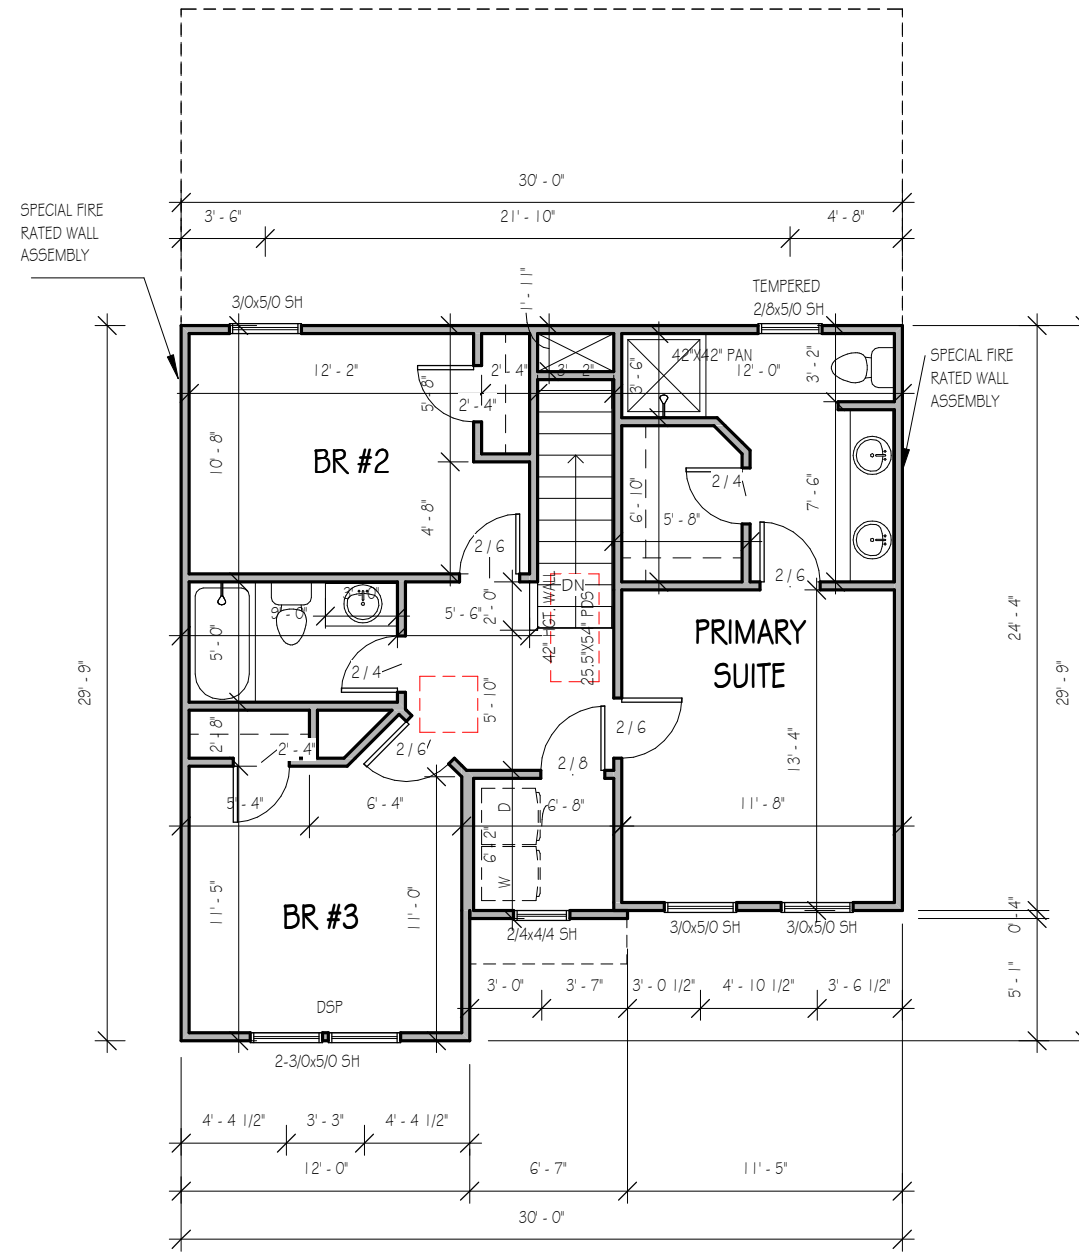 30' - 0"
3' - 6"
21' - 10"
4' - 8"
SPECIAL FIRE
RATED WALL
ASSEMBLY
1' - 11"
TEMPERED
2/8x5/0 SH
3/0x5/0 SH
SPECIAL FIRE
RATED WALL
ASSEMBLY
12' - 2"
2' - 4"
3' - 2"
42"X42" PAN
12' - 0"
3' - 2"
3' - 6"
5' - 8"
2' - 4"
BR #2
10' - 8"
4' - 8"
2 / 4
6' - 10"
5' - 8"
7' - 6"
2 / 6
2 / 6
DN
3' - 0"
9' - 0"
5' - 6"
2' - 0"
42" HGT. WALL
25.5"X54" PDS
5' - 0"
PRIMARY
SUITE
24' - 4"
29' - 9"
29' - 9"
2 / 4
5' - 10"
2 / 6
2' - 8"
2' - 4"
2 / 6
2 / 8
13' - 4"
5' - 4"
6' - 4"
D
6' - 8"
11' - 8"
6' - 2"
W
11' - 5"
11' - 0"
BR #3
2/4x4/4 SH
3/0x5/0 SH
3/0x5/0 SH
0' - 4"
5' - 1"
3' - 0"
3' - 7"
3' - 0 1/2"
4' - 10 1/2"
3' - 6 1/2"
DSP
2-3/0x5/0 SH
4' - 4 1/2"
3' - 3"
4' - 4 1/2"
12' - 0"
6' - 7"
11' - 5"
30' - 0"